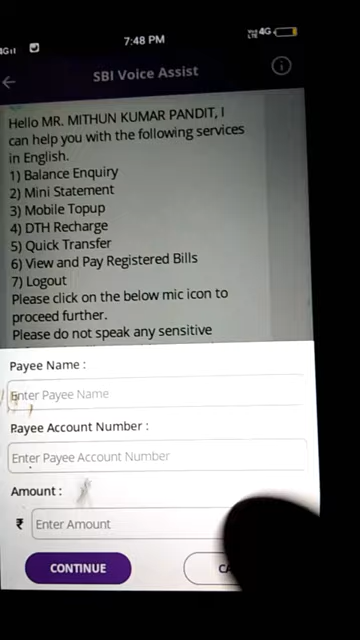 7:48 PM
4G
SBI Voice Assist
Hello MR. MITHUN KUMAR PANDIT, I
can help you with the following services
in English.
1) Balance Enquiry
2) Mini Statement
3) Mobile Topup
4) DTH Recharge
5) Quick Transfer
6) View and Pay Registered Bills
7) Logout
Please click on the below mic icon to
proceed further.
Please do not speak any sensitive
Payee Name :
Enter Payee Name
Payee Account Number :
Enter Payee Account Number
Amount :
₹ Enter Amount
CONTINUE